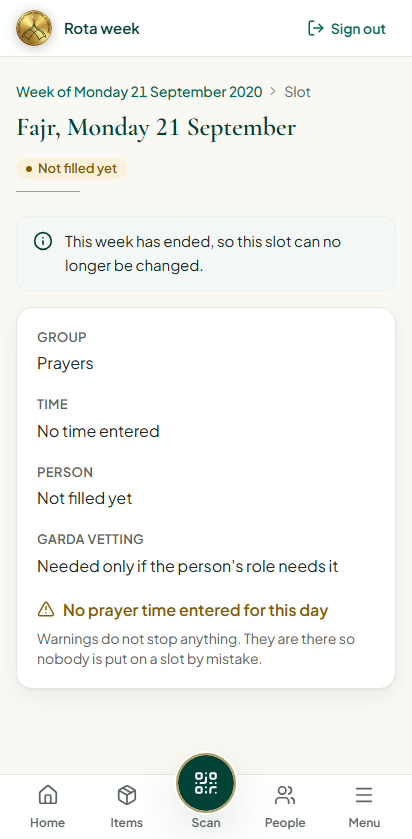 Rota week
Sign out
Week of Monday 21 September 2020 > Slot
Fajr, Monday 21 September
Not filled yet
This week has ended, so this slot can no
longer be changed.
GROUP
Prayers
TIME
No time entered
PERSON
Not filled yet
GARDA VETTING
Needed only if the person's role needs it
No prayer time entered for this day
Warnings do not stop anything. They are there so
nobody is put on a slot by mistake.
Home
Items
Scan
People
Menu